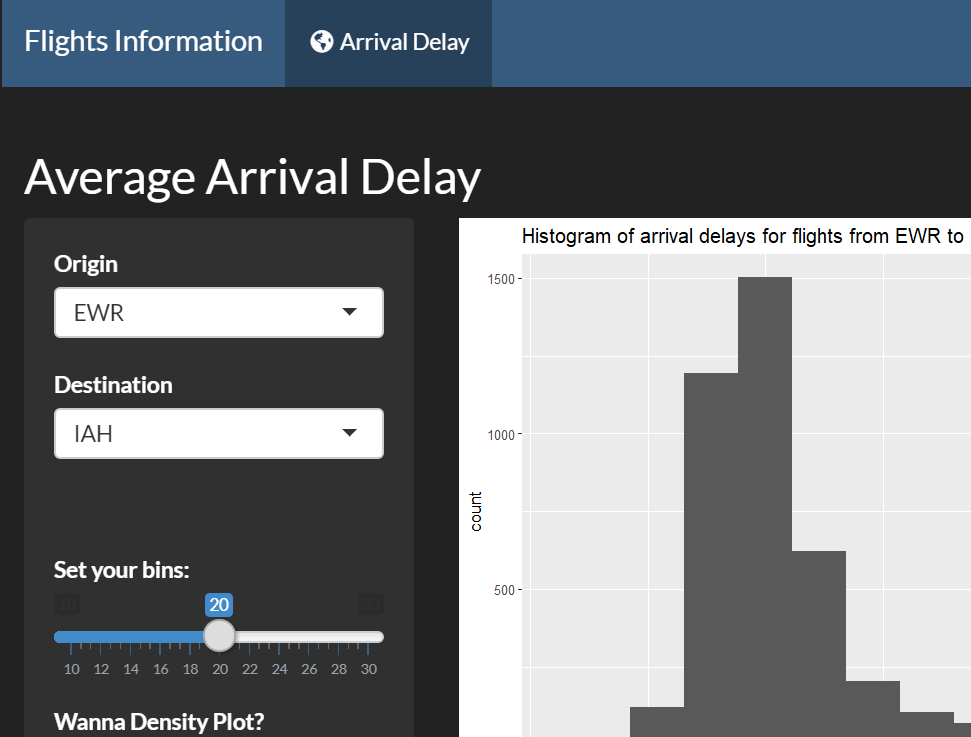 Flights Information
Arrival Delay
Average Arrival Delay
Origin
EWR
Destination
IAH
Set your bins:
10 20 30
10 12 14 16 18 20 22 24 26 28 30
Wanna Density Plot?
Histogram of arrival delays for flights from EWR to
1500
1000
500
count